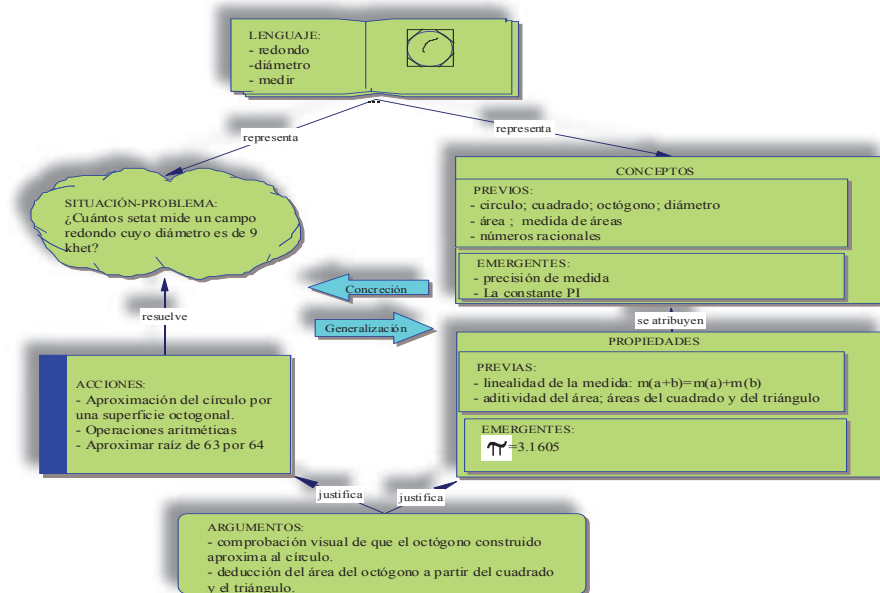 LENGUAJE:
- redondo
-diámetro
- medir
...
representa
representa
SITUACIÓN-PROBLEMA:
¿Cuántos setat mide un campo
redondo cuyo diámetro es de 9
khet?
CONCEPTOS
PREVIOS:
- círculo; cuadrado; octógono; diámetro
- área ; medida de áreas
- números racionales
EMERGENTES:
- precisión de medida
- La constante PI
Concreción
Generalización
resuelve
se atribuyen
PROPIEDADES
PREVIAS:
- linealidad de la medida: m(a+b)=m(a)+m(b)
- aditividad del área; áreas del cuadrado y del triángulo
EMERGENTES:
π=3.1605
ACCIONES:
- Aproximación del círculo por
una superficie octogonal.
- Operaciones aritméticas
- Aproximar raíz de 63 por 64
justifica
justifica
ARGUMENTOS:
- comprobación visual de que el octógono construido
aproxima al círculo.
- deducción del área del octógono a partir del cuadrado
y el triángulo.